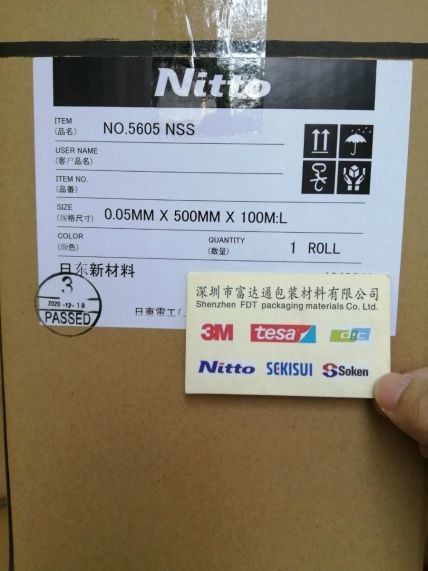 Nitto
ITEM
(品名)
NO.5605 NSS
USER NAME
(客户品名)
ITEM NO.
(品番)
SIZE
(规格尺寸)
0.05MM X 500MM X 100M:L
COLOR
(颜色)
QUANTITY
(数量)
1 ROLL
日东新材料
日東電工(
3
2020 -12- 18
PASSED
深圳市富达通包装材料有限公司
Shenzhen FDT packaging materials Co. Ltd.
3M tesa dic
Nitto SEKISUI Soken